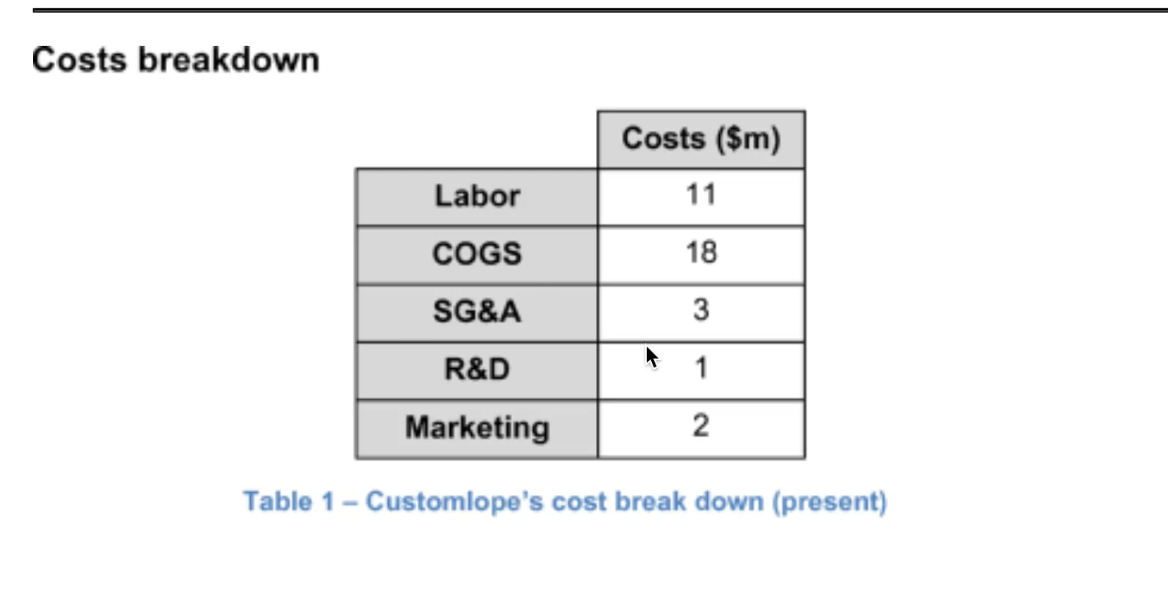 Costs breakdown
Costs ($m)
Labor 11
COGS 18
SG&A 3
R&D 1
Marketing 2
Table 1 – Customlope's cost break down (present)